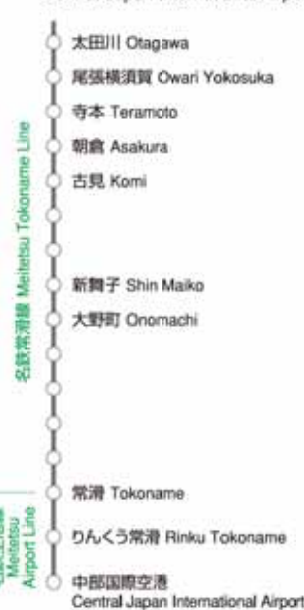 太田川 Otagawa
尾張横須賀 Owari Yokosuka
寺本 Teramoto
朝倉 Asakura
古見 Komi
新舞子 Shin Maiko
大野町 Onomachi
常滑 Tokoname
りんくう常滑 Rinku Tokoname
中部国際空港
Central Japan International Airport
名鉄常滑線 Meitetsu Tokoname Line
Meitetsu
Airport Line